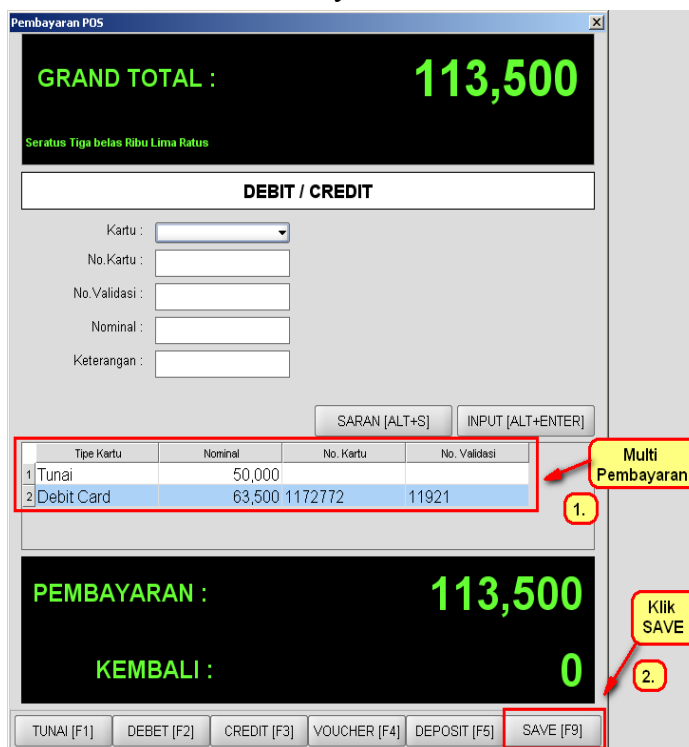 Pembayaran POS
GRAND TOTAL : 113,500
Seratus Tiga belas Ribu Lima Ratus
DEBIT / CREDIT
Kartu :
No.Kartu :
No.Validasi :
Nominal :
Keterangan :
SARAN [ALT+S] INPUT [ALT+ENTER]
Tipe Kartu Nominal No. Kartu No. Validasi
1 Tunai 50,000
2 Debit Card 63,500 1172772 11921
Multi
Pembayaran
1.
PEMBAYARAN : 113,500
Klik
SAVE
KEMBALI : 0
2.
TUNAI [F1] DEBET [F2] CREDIT [F3] VOUCHER [F4] DEPOSIT [F5] SAVE [F9]